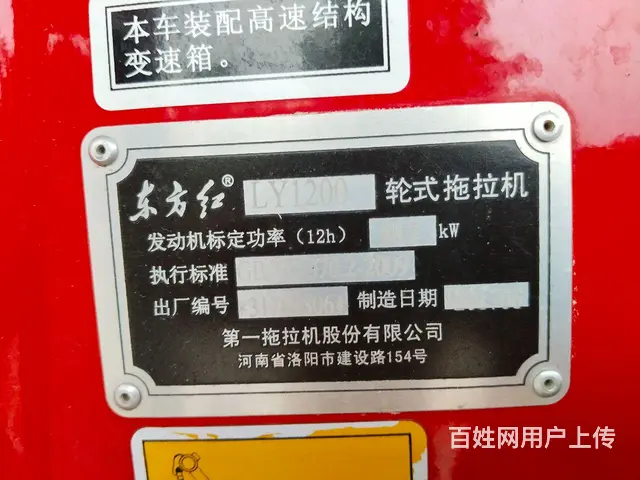 本车装配高速结构
变速箱。
东方红® LY1200 轮式拖拉机
发动机标定功率（12h） kW
执行标准
出厂编号 制造日期
第一拖拉机股份有限公司
河南省洛阳市建设路154号
百姓网用户上传